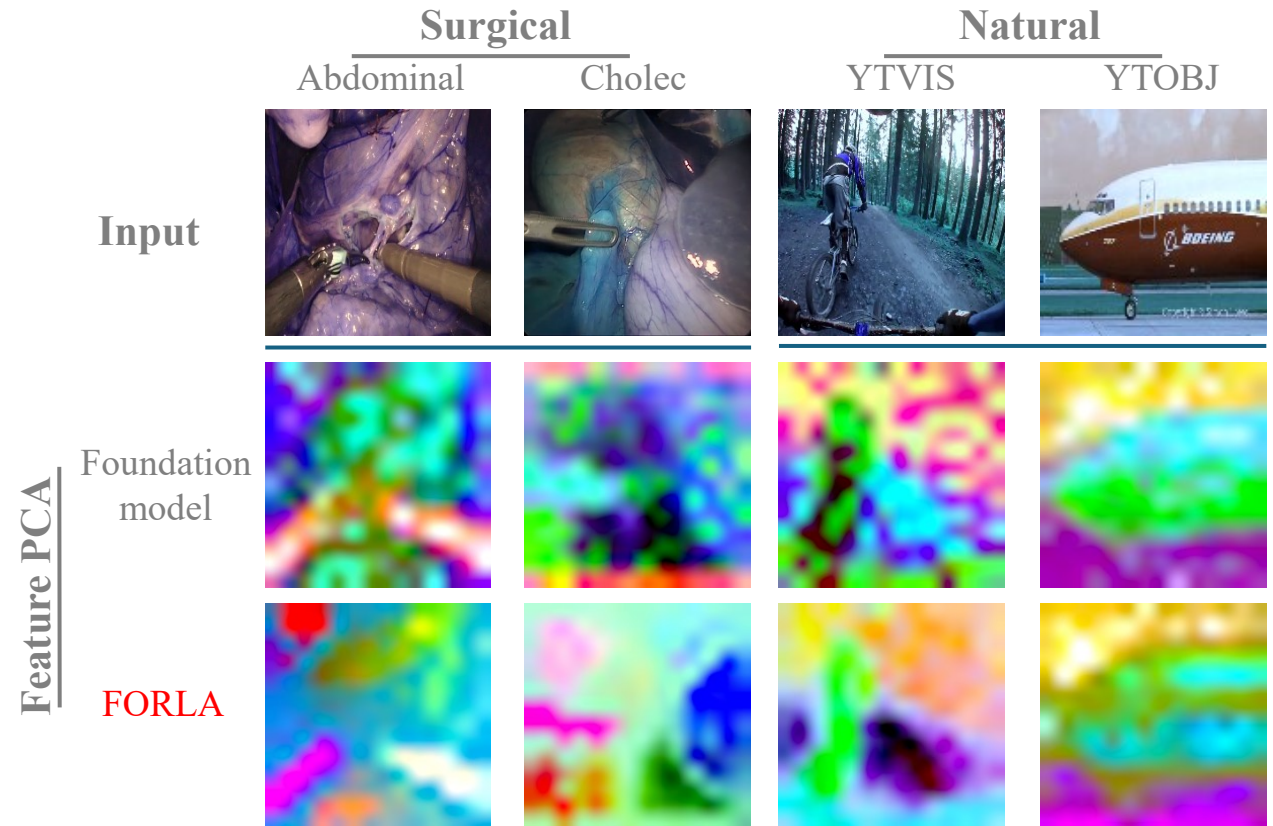 Surgical
Natural
Abdominal
Cholec
YTVIS
YTOBJ
Input
BOEING
Foundation
model
Feature PCA
FORLA